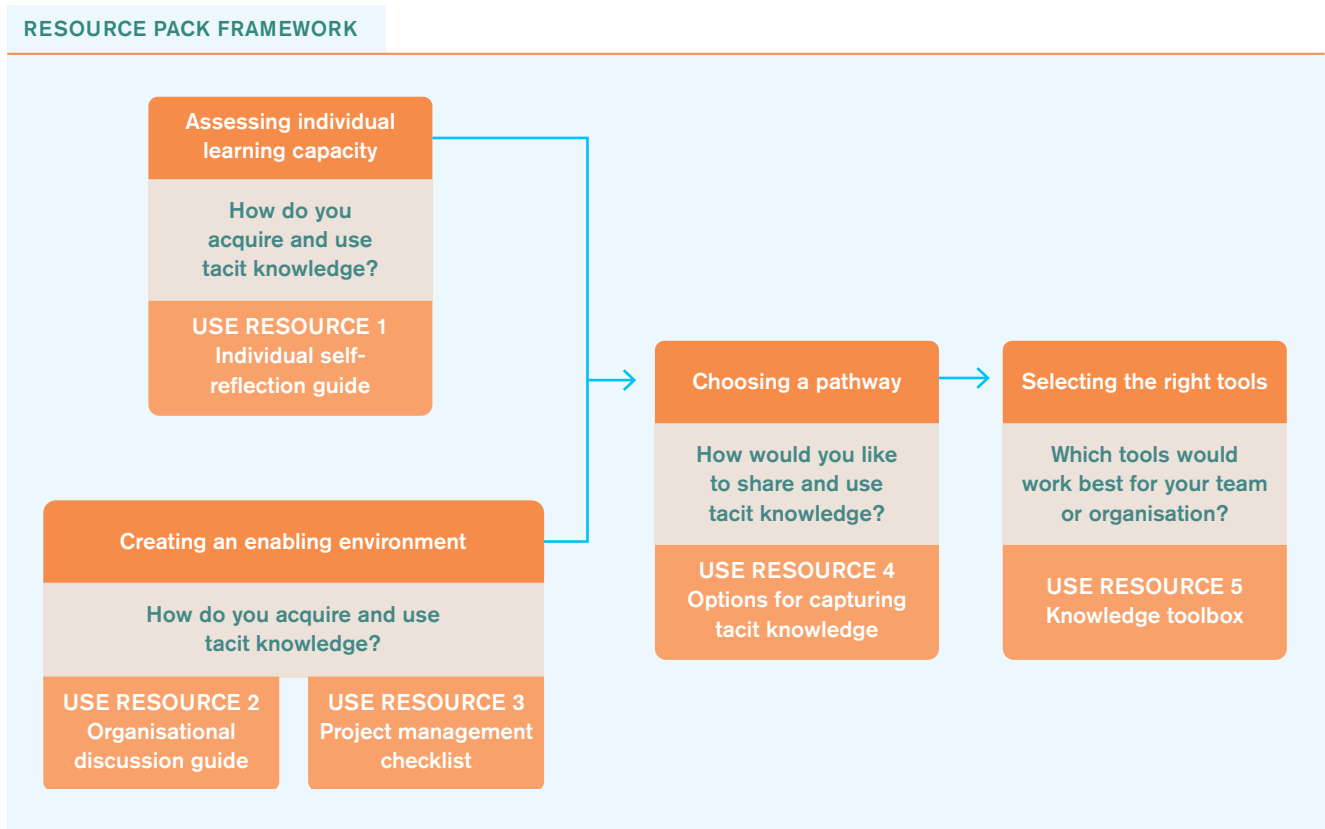 RESOURCE PACK FRAMEWORK
Assessing individual
learning capacity
How do you
acquire and use
tacit knowledge?
USE RESOURCE 1
Individual self-
reflection guide
Creating an enabling environment
How do you acquire and use
tacit knowledge?
USE RESOURCE 2
Organisational
discussion guide
USE RESOURCE 3
Project management
checklist
Choosing a pathway
How would you like
to share and use
tacit knowledge?
USE RESOURCE 4
Options for capturing
tacit knowledge
Selecting the right tools
Which tools would
work best for your team
or organisation?
USE RESOURCE 5
Knowledge toolbox